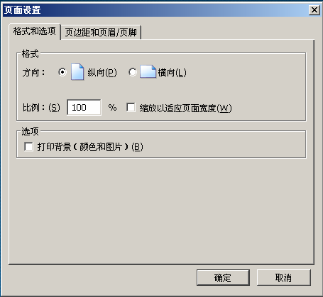 页面设置
格式和选项 页边距和页眉/页脚
格式
方向： 纵向(P) 横向(L)
比例：(S) 100 % 缩放以适应页面宽度(W)
选项
打印背景（颜色和图片）(B)
确定 取消